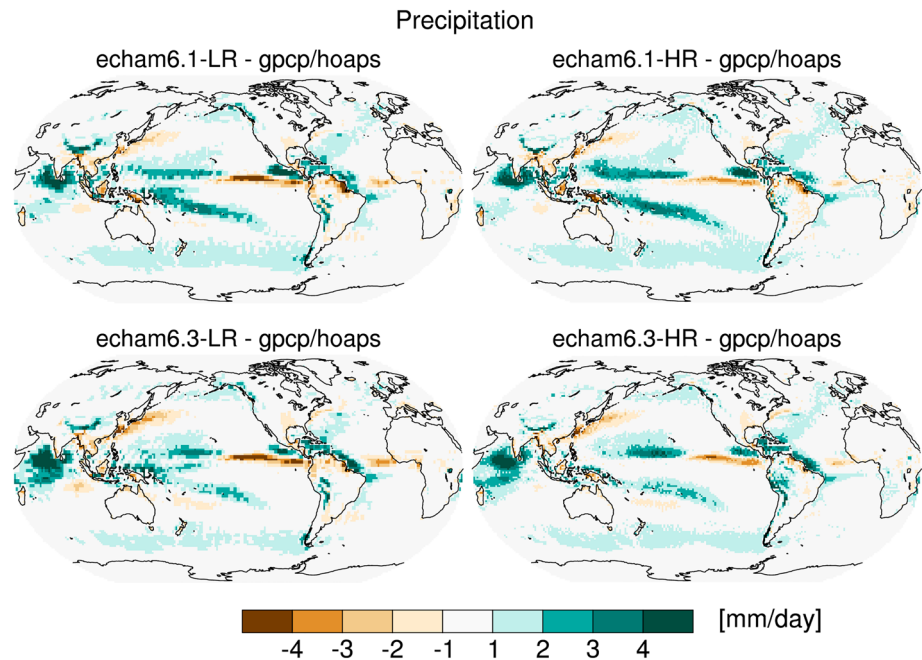 Precipitation
echam6.1-LR - gpcp/hoaps
echam6.1-HR - gpcp/hoaps
echam6.3-LR - gpcp/hoaps
echam6.3-HR - gpcp/hoaps
-4 -3 -2 -1 1 2 3 4 [mm/day]